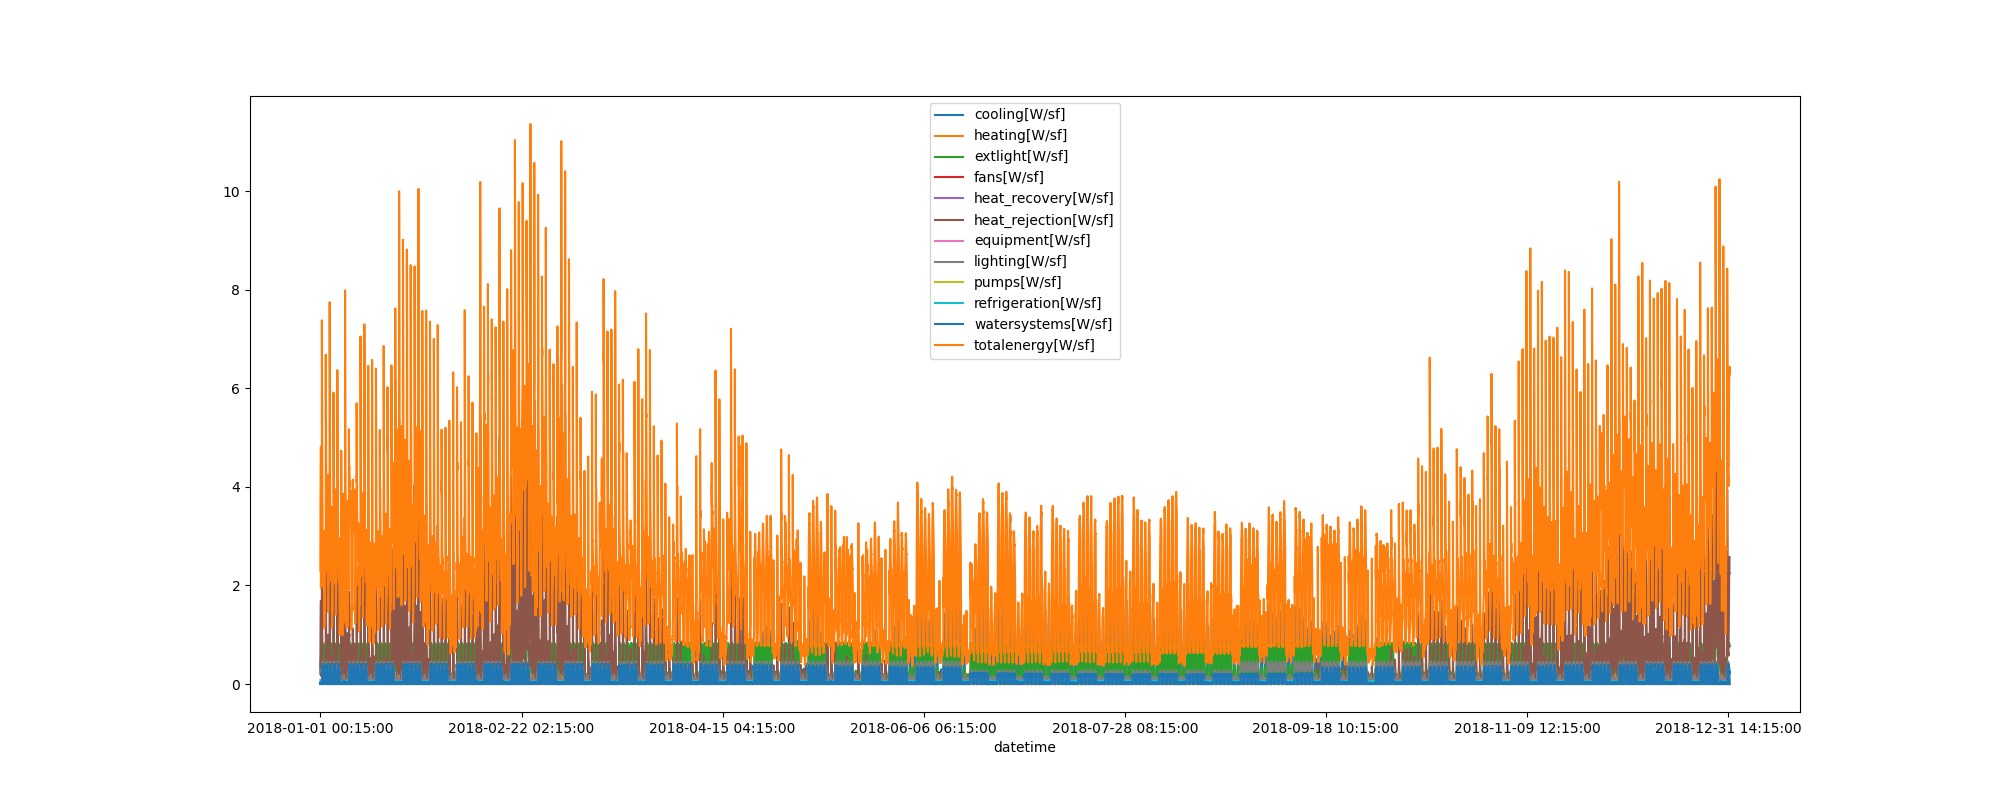 cooling[W/sf]
heating[W/sf]
extlight[W/sf]
fans[W/sf]
heat_recovery[W/sf]
heat_rejection[W/sf]
equipment[W/sf]
lighting[W/sf]
pumps[W/sf]
refrigeration[W/sf]
watersystems[W/sf]
totalenergy[W/sf]
10
8
6
4
2
0
2018-01-01 00:15:00 2018-02-22 02:15:00 2018-04-15 04:15:00 2018-06-06 06:15:00 2018-07-28 08:15:00 2018-09-18 10:15:00 2018-11-09 12:15:00 2018-12-31 14:15:00
datetime